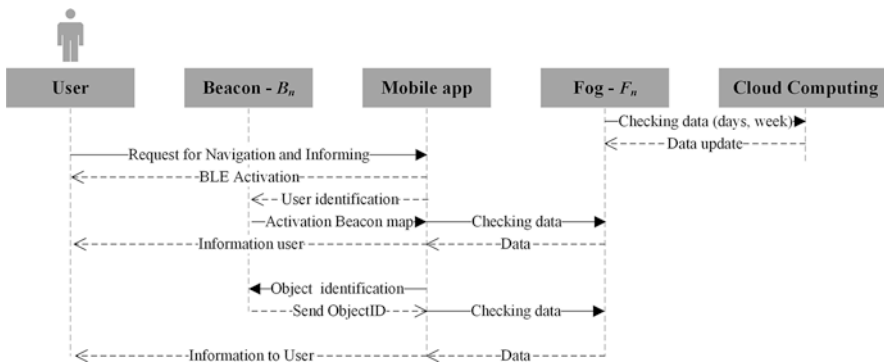 User
Beacon - Bn
Mobile app
Fog - Fn
Cloud Computing
Checking data (days, week)
Data update
Request for Navigation and Informing
BLE Activation
User identification
Activation Beacon map
Checking data
Information user
Data
Object identification
Send ObjectID
Checking data
Information to User
Data